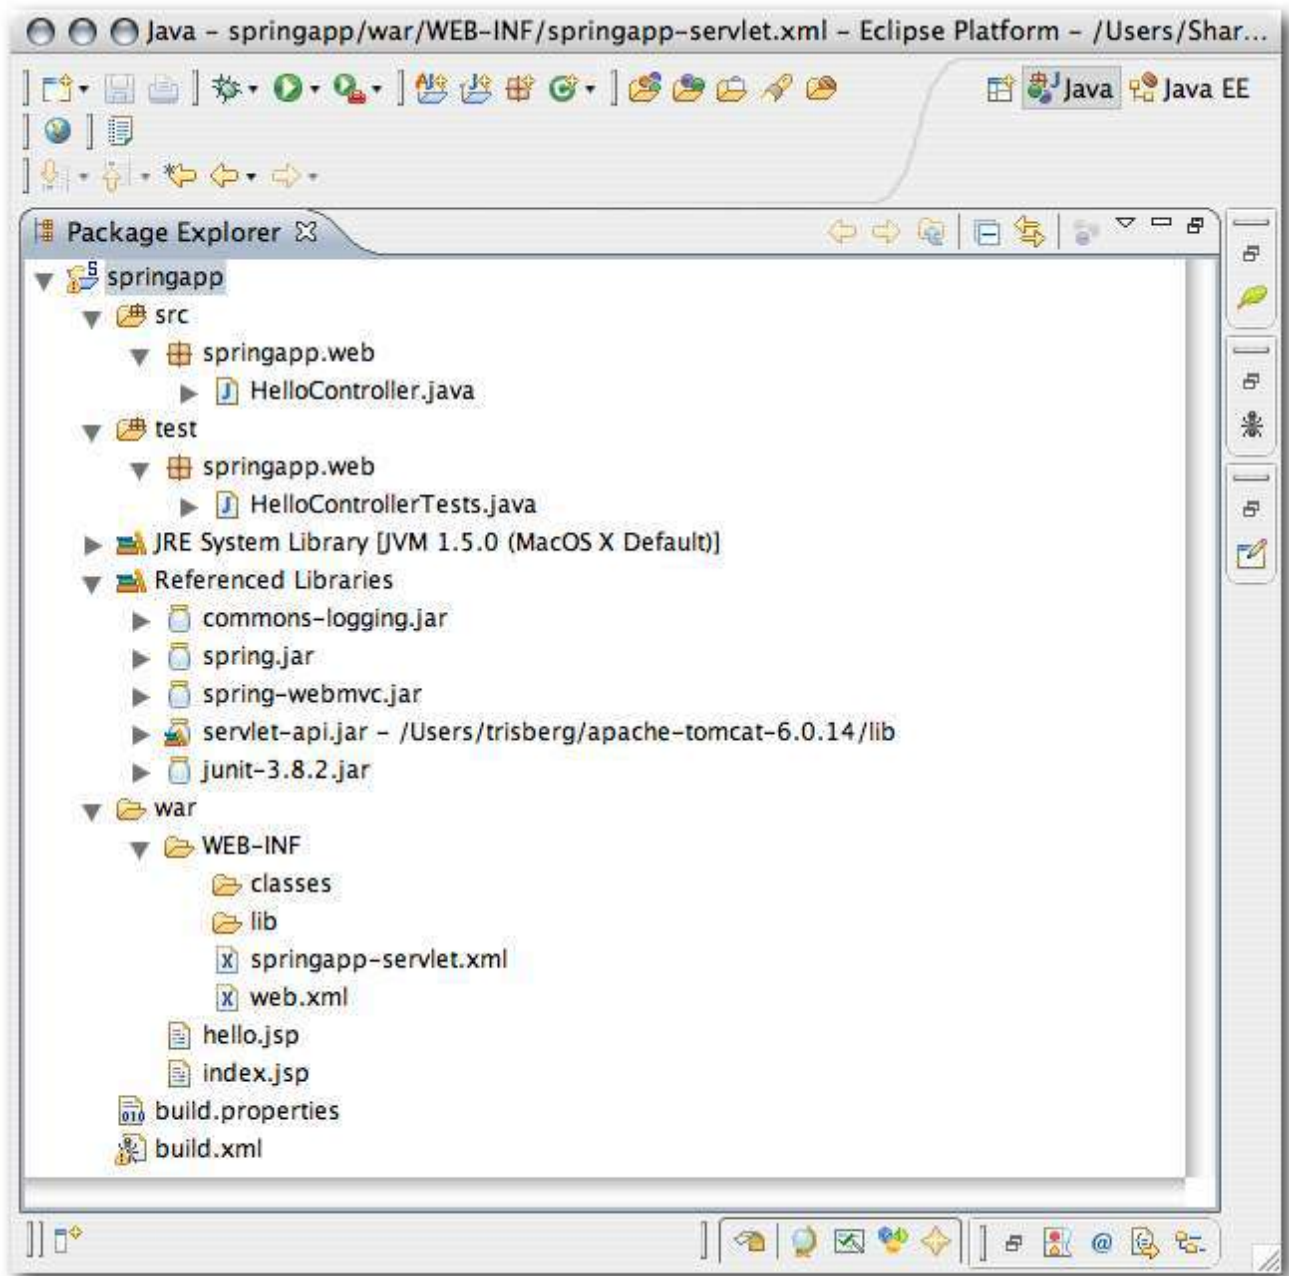 Java – springapp/war/WEB-INF/springapp-servlet.xml – Eclipse Platform – /Users/Shar...
Java
Java EE
Package Explorer
springapp
src
springapp.web
HelloController.java
test
springapp.web
HelloControllerTests.java
JRE System Library [JVM 1.5.0 (MacOS X Default)]
Referenced Libraries
commons-logging.jar
spring.jar
spring-webmvc.jar
servlet-api.jar – /Users/trisberg/apache-tomcat-6.0.14/lib
junit-3.8.2.jar
war
WEB-INF
classes
lib
springapp-servlet.xml
web.xml
hello.jsp
index.jsp
build.properties
build.xml